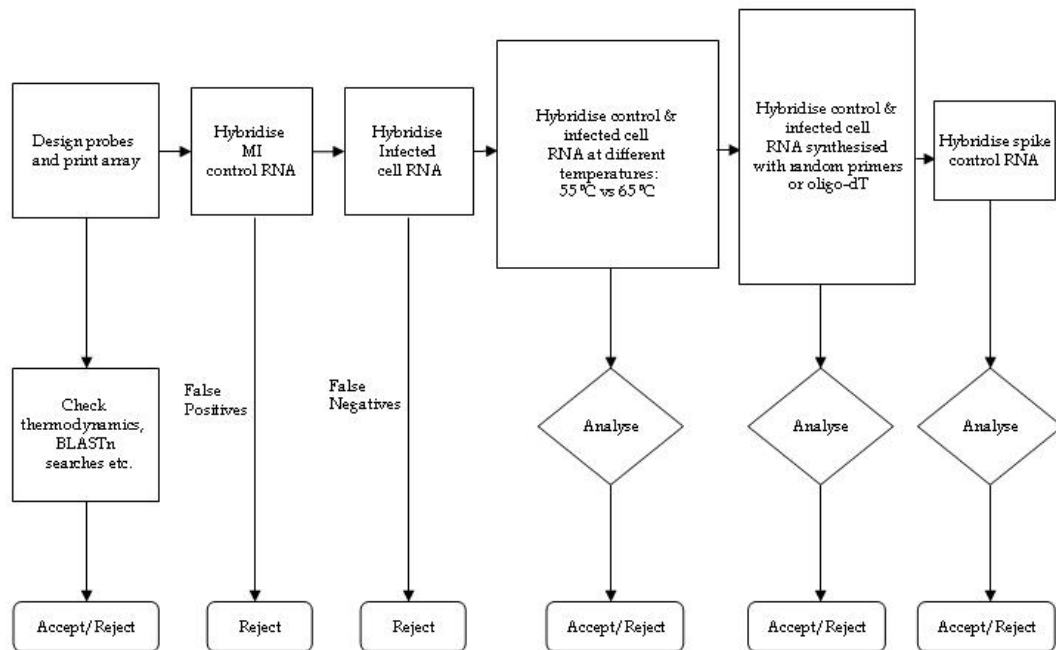 Design probes
and print array
Hybridise
MI
control RNA
Hybridise
Infected
cell RNA
Hybridise control &
infected cell
RNA at different
temperatures:
55 ºC vs 65 ºC
Hybridise control &
infected cell
RNA synthesised
with random primers
or oligo-dT
Hybridise spike
control RNA
Check
thermodynamics,
BLASTn
searches etc.
False
Positives
False
Negatives
Analyse
Analyse
Analyse
Accept/Reject
Reject
Reject
Accept/Reject
Accept/Reject
Accept/Reject